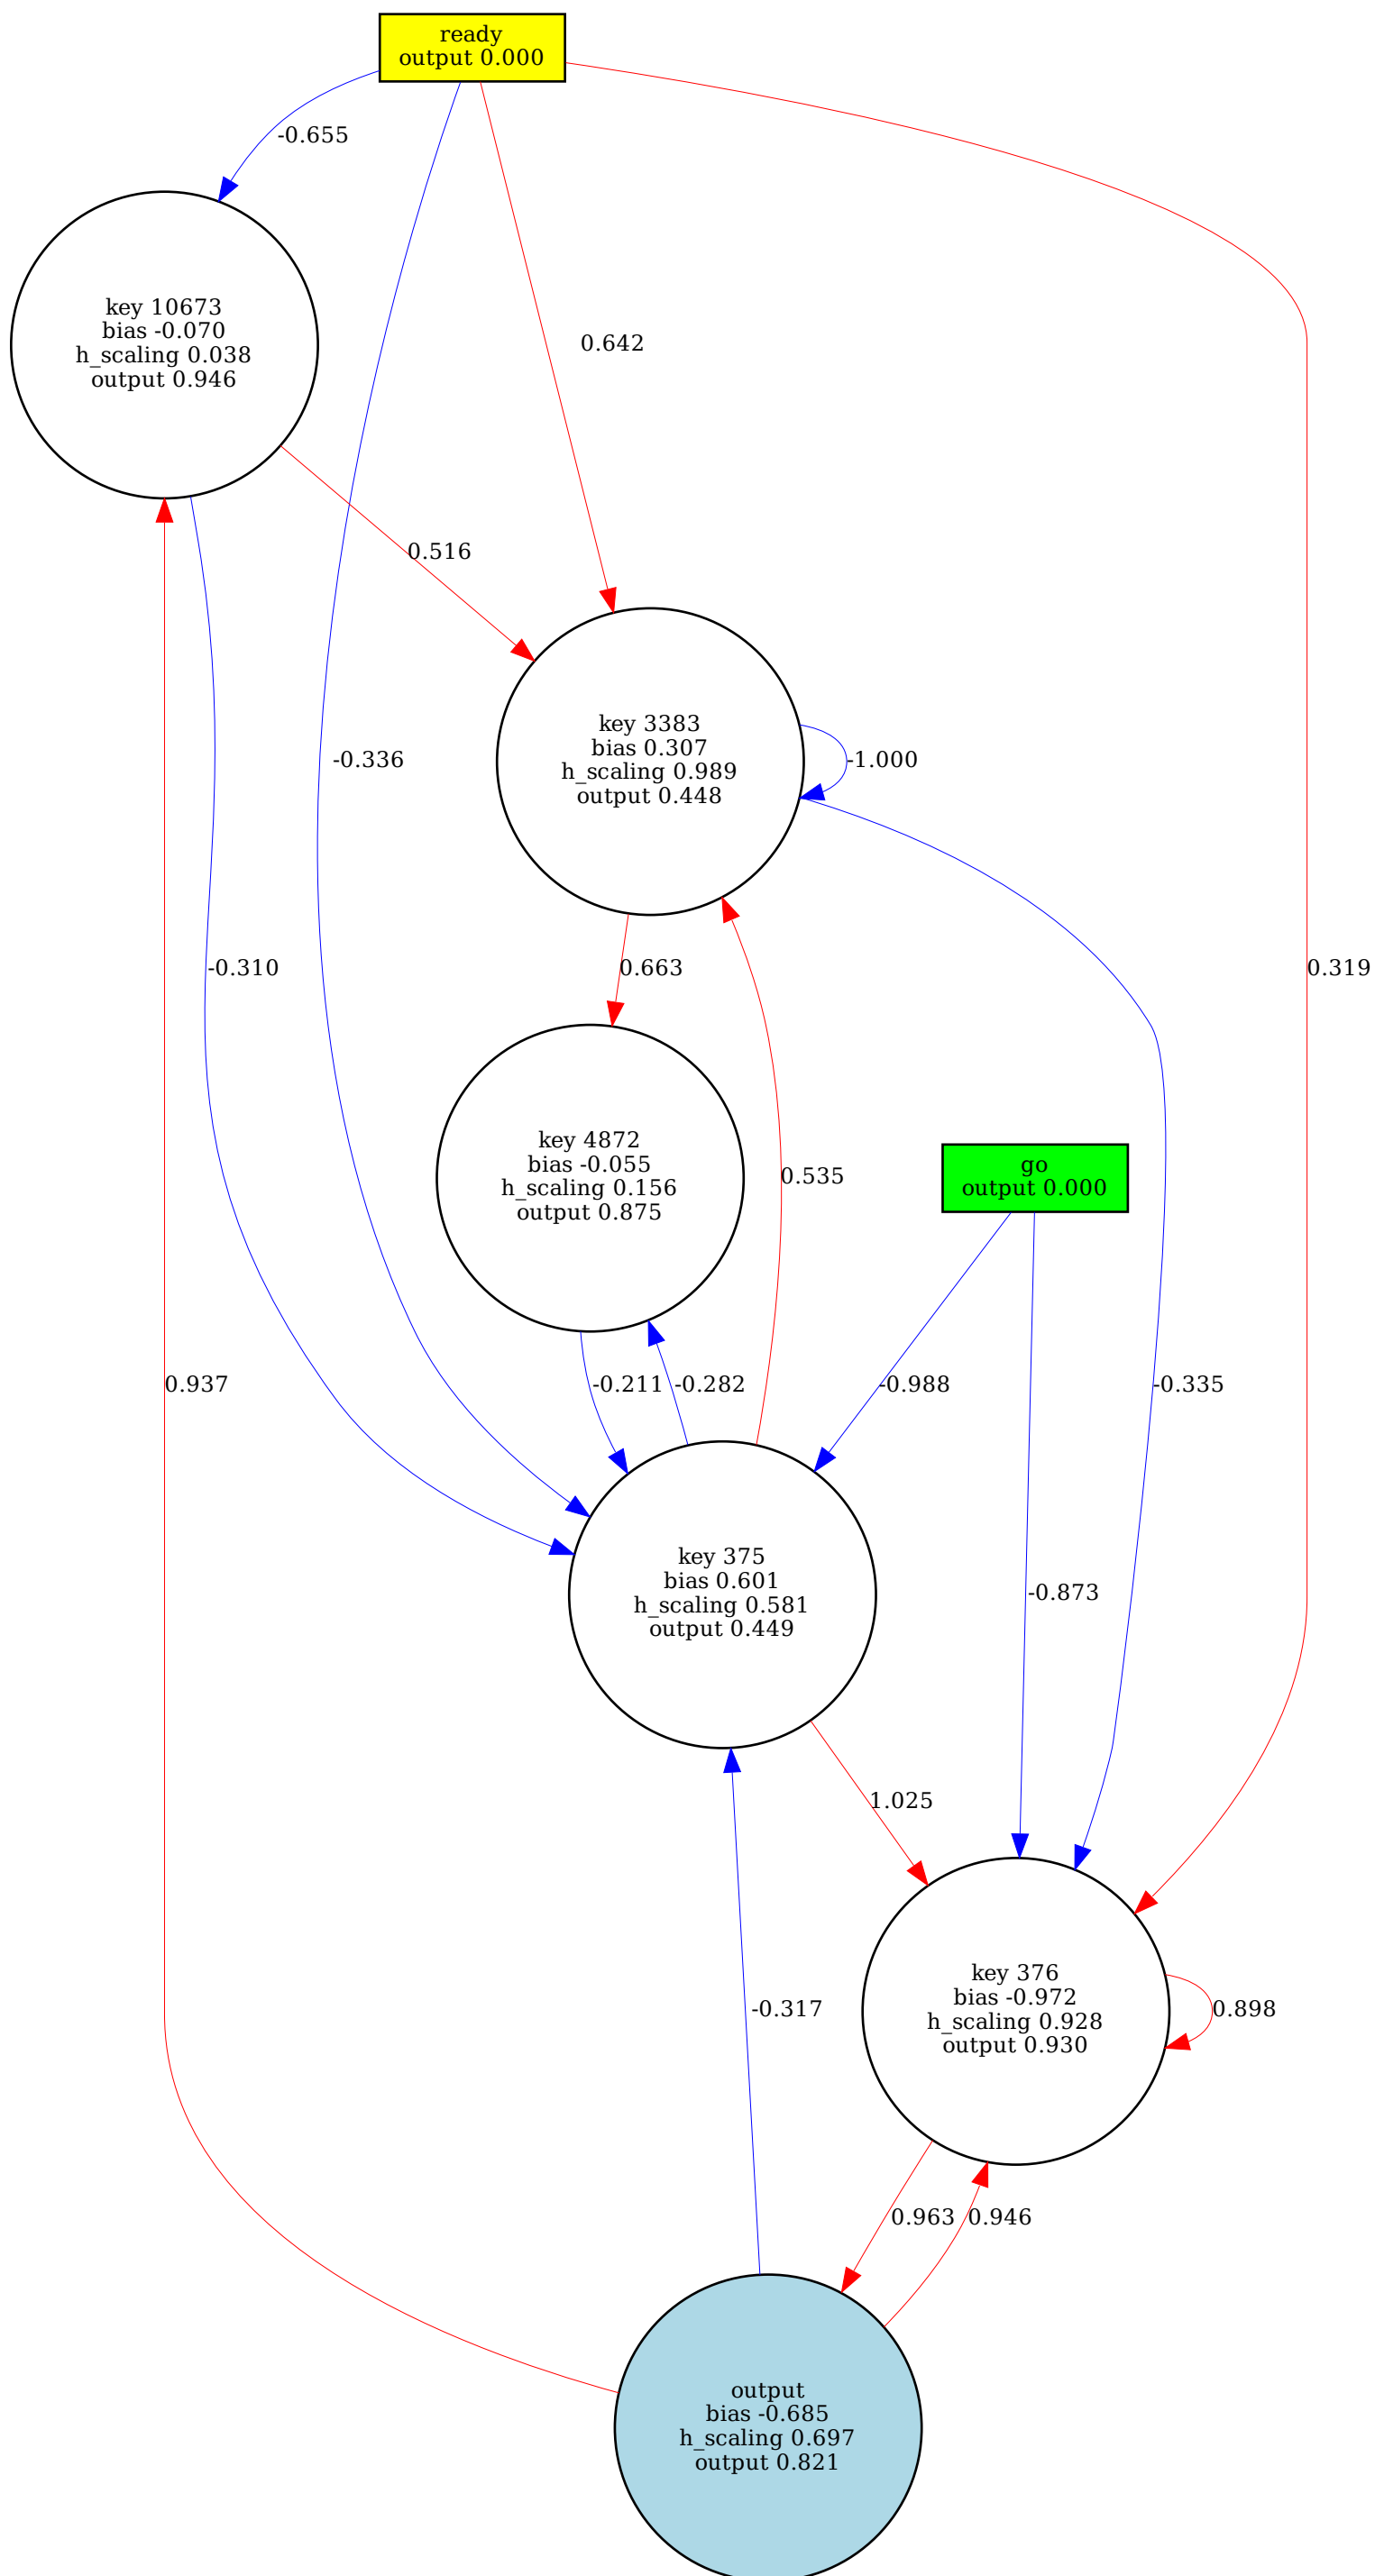 ready
output 0.000
-0.655
key 10673
bias -0.070
h_scaling 0.038
output 0.946
0.642
0.516
key 3383
bias 0.307
h_scaling 0.989
output 0.448
-0.336
-1.000
-0.310
0.663
0.319
key 4872
bias -0.055
h_scaling 0.156
output 0.875
go
output 0.000
0.535
0.937
-0.211
-0.282
-0.988
-0.335
key 375
bias 0.601
h_scaling 0.581
output 0.449
-0.873
1.025
key 376
bias -0.972
h_scaling 0.928
output 0.930
-0.317
0.898
0.963
0.946
output
bias -0.685
h_scaling 0.697
output 0.821